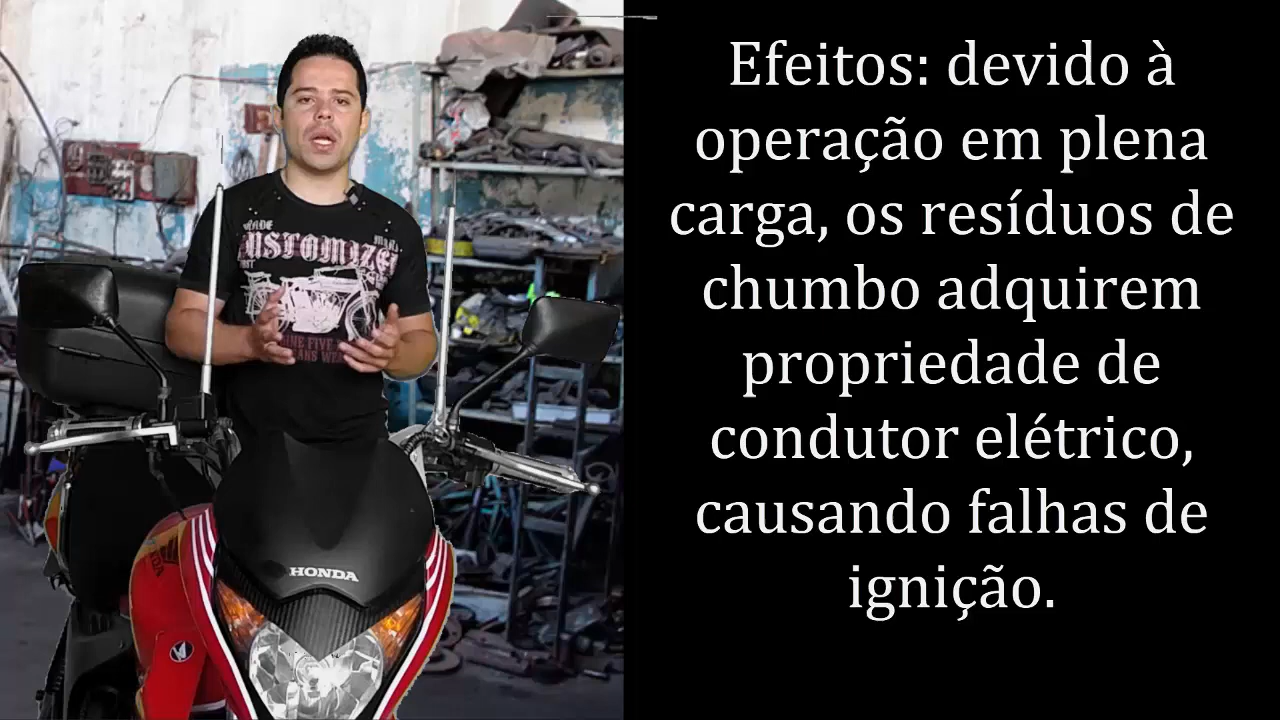 Efeitos: devido à
operação em plena
carga, os resíduos de
chumbo adquirem
propriedade de
condutor elétrico,
causando falhas de
ignição.
HONDA